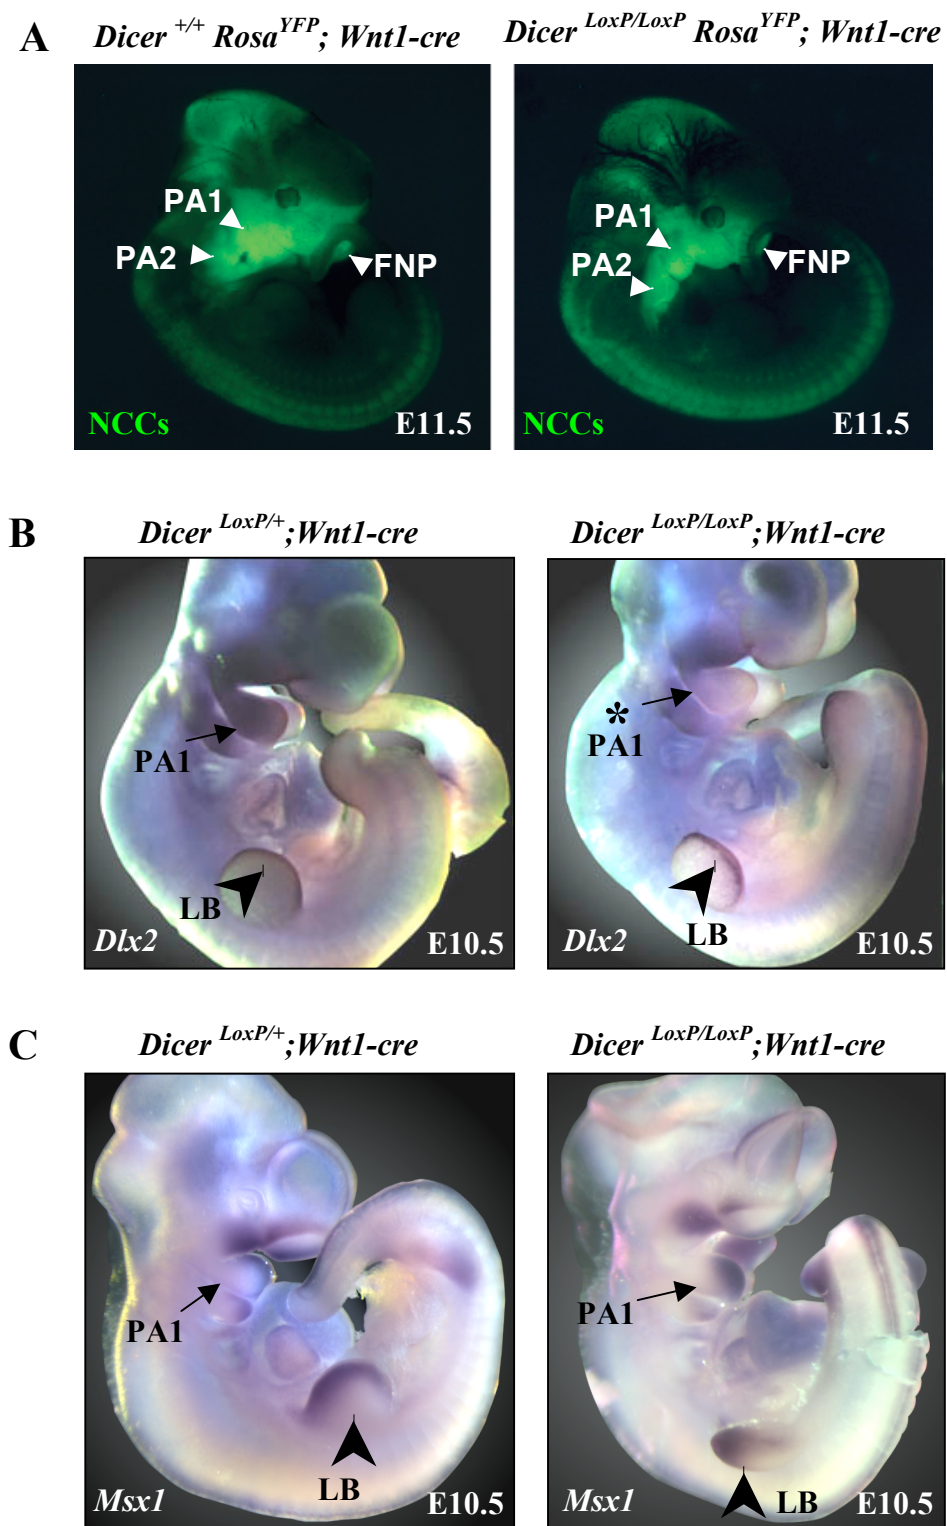 A
Dicer +/+ RosaYFP; Wnt1-cre
Dicer LoxP/LoxP RosaYFP; Wnt1-cre
PA1
PA2
FNP
NCCs
E11.5
PA1
PA2
FNP
NCCs
E11.5
B
Dicer LoxP/+;Wnt1-cre
Dicer LoxP/LoxP;Wnt1-cre
PA1
LB
Dlx2
E10.5
*
PA1
LB
Dlx2
E10.5
C
Dicer LoxP/+;Wnt1-cre
Dicer LoxP/LoxP;Wnt1-cre
PA1
LB
Msx1
E10.5
PA1
LB
Msx1
E10.5